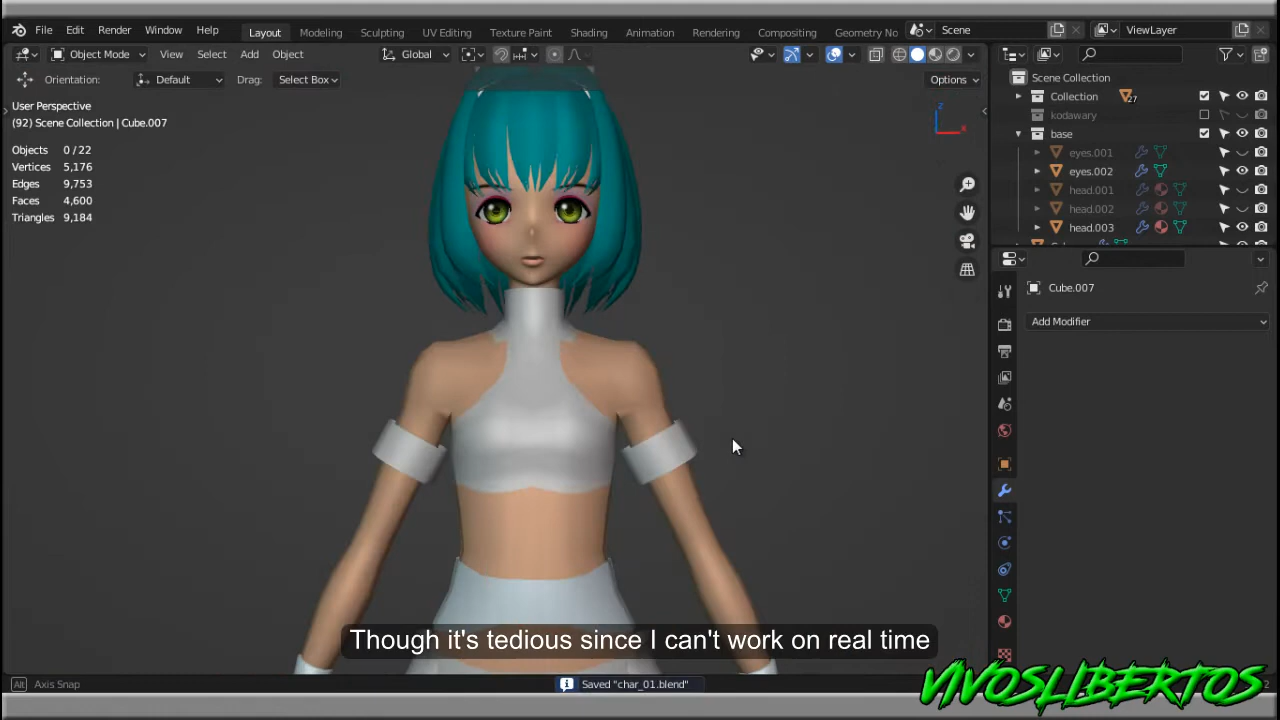 File Edit Render Window Help Layout Modeling Sculpting UV Editing Texture Paint Shading Animation Rendering Compositing Geometry No Scene ViewLayer
Object Mode View Select Add Object Global
Orientation: Default Drag: Select Box Options
User Perspective
(92) Scene Collection | Cube.007
Objects 0 / 22
Vertices 5,176
Edges 9,753
Faces 4,600
Triangles 9,184
Z
X
Scene Collection
Collection 27
kodawary
base
eyes.001
eyes.002
head.001
head.002
head.003
Cube.007
Add Modifier
Though it's tedious since I can't work on real time
Alt Axis Snap
Saved "char_01.blend"
VIVOSLIBERTOS